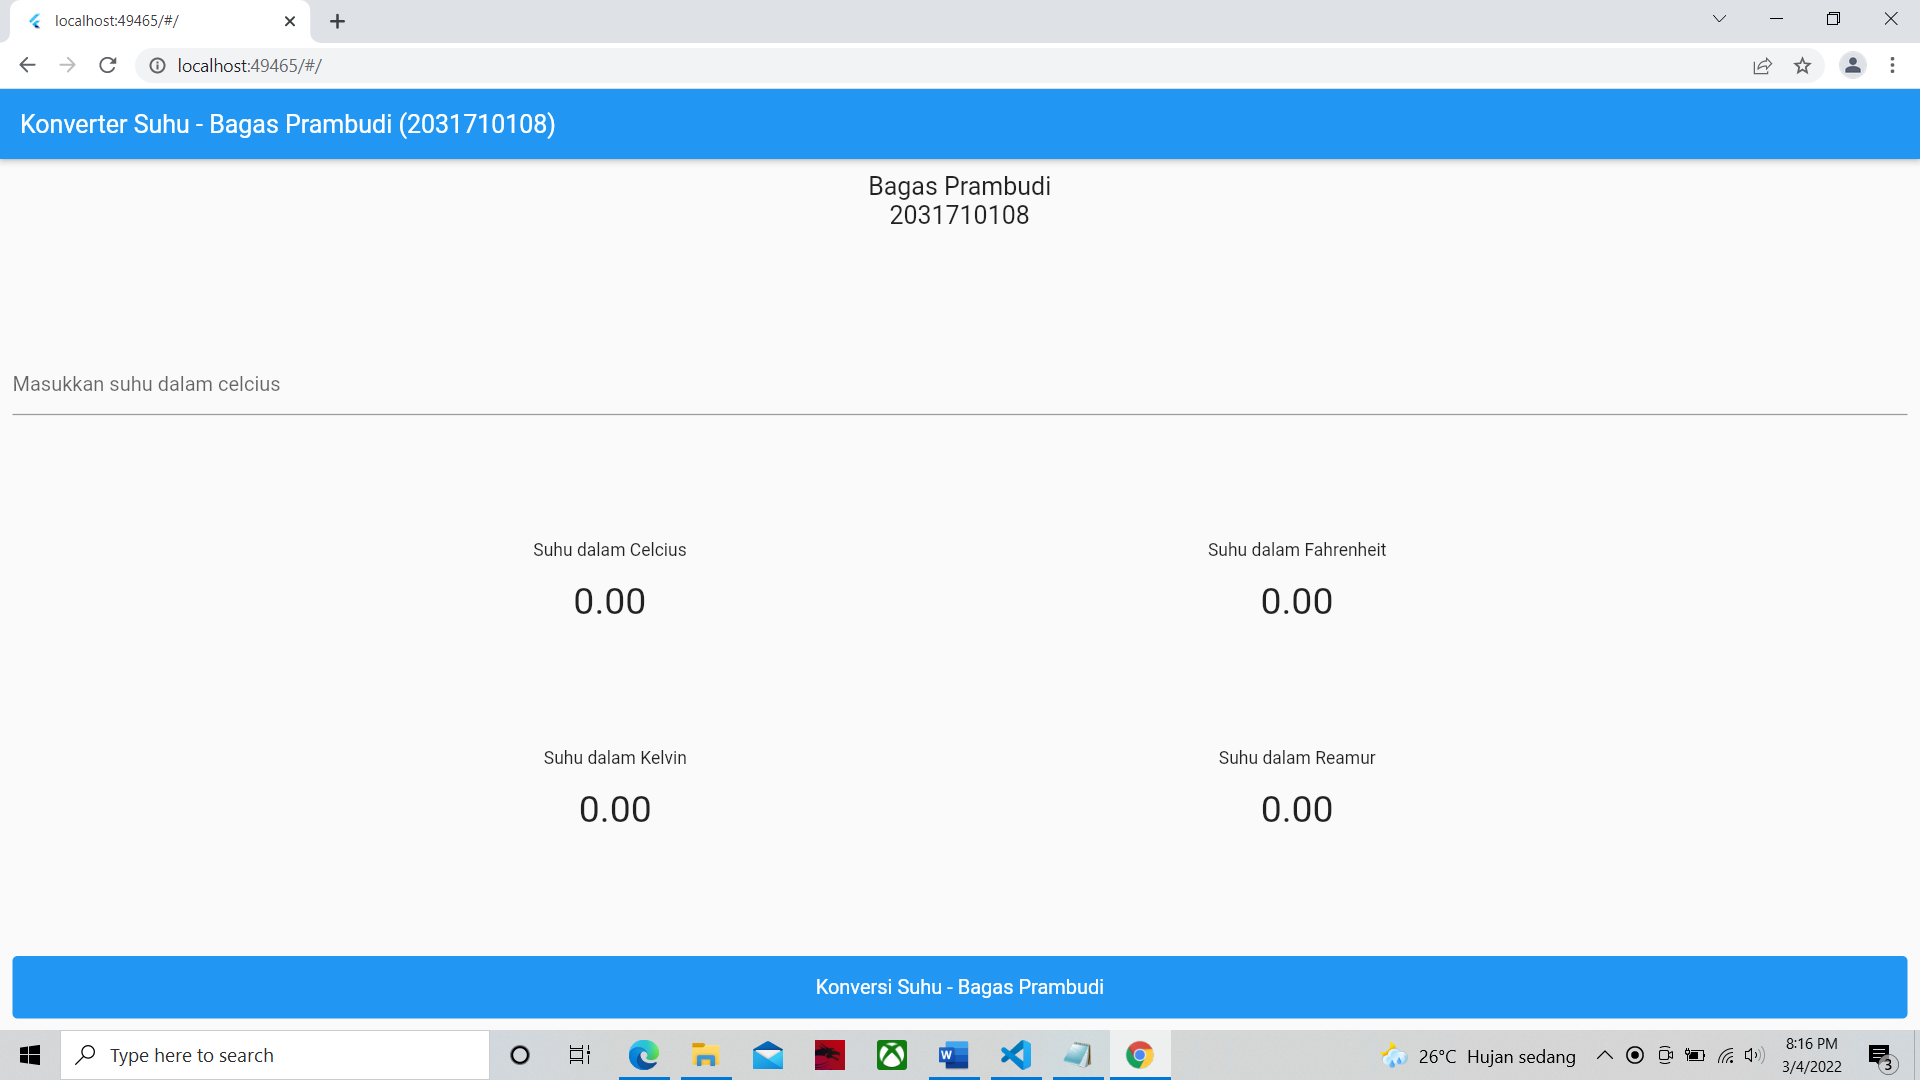 localhost:49465/#/
localhost:49465/#/
Konverter Suhu - Bagas Prambudi (2031710108)
Bagas Prambudi
2031710108
Masukkan suhu dalam celcius
Suhu dalam Celcius
Suhu dalam Fahrenheit
0.00
0.00
Suhu dalam Kelvin
Suhu dalam Reamur
0.00
0.00
Konversi Suhu - Bagas Prambudi
Type here to search
W
26°C Hujan sedang
8:16 PM
3/4/2022
3